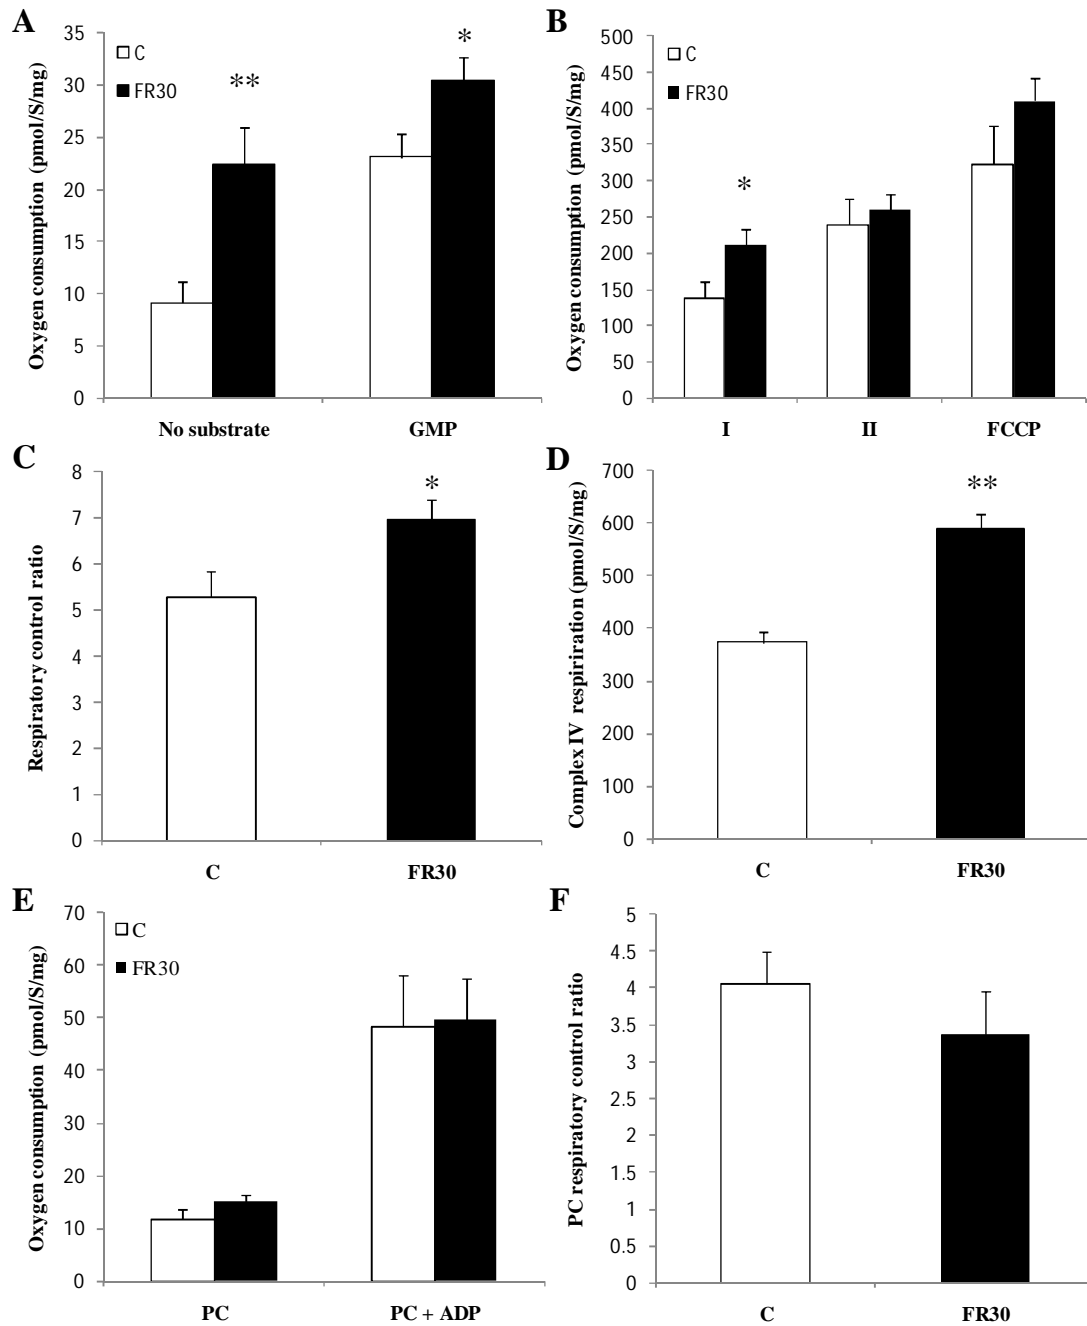 A
Oxygen consumption (pmol/S/mg)
35
30
25
20
15
10
5
0
C
FR30
**
*
No substrate
GMP
B
Oxygen consumption (pmol/S/mg)
500
450
400
350
300
250
200
150
100
50
0
C
FR30
*
I
II
FCCP
C
Respiratory control ratio
8
7
6
5
4
3
2
1
0
*
C
FR30
D
Complex IV respiriration (pmol/S/mg)
700
600
500
400
300
200
100
0
**
C
FR30
E
Oxygen consumption (pmol/S/mg)
70
60
50
40
30
20
10
0
C
FR30
PC
PC + ADP
F
PC respiratory control ratio
5
4.5
4
3.5
3
2.5
2
1.5
1
0.5
0
C
FR30